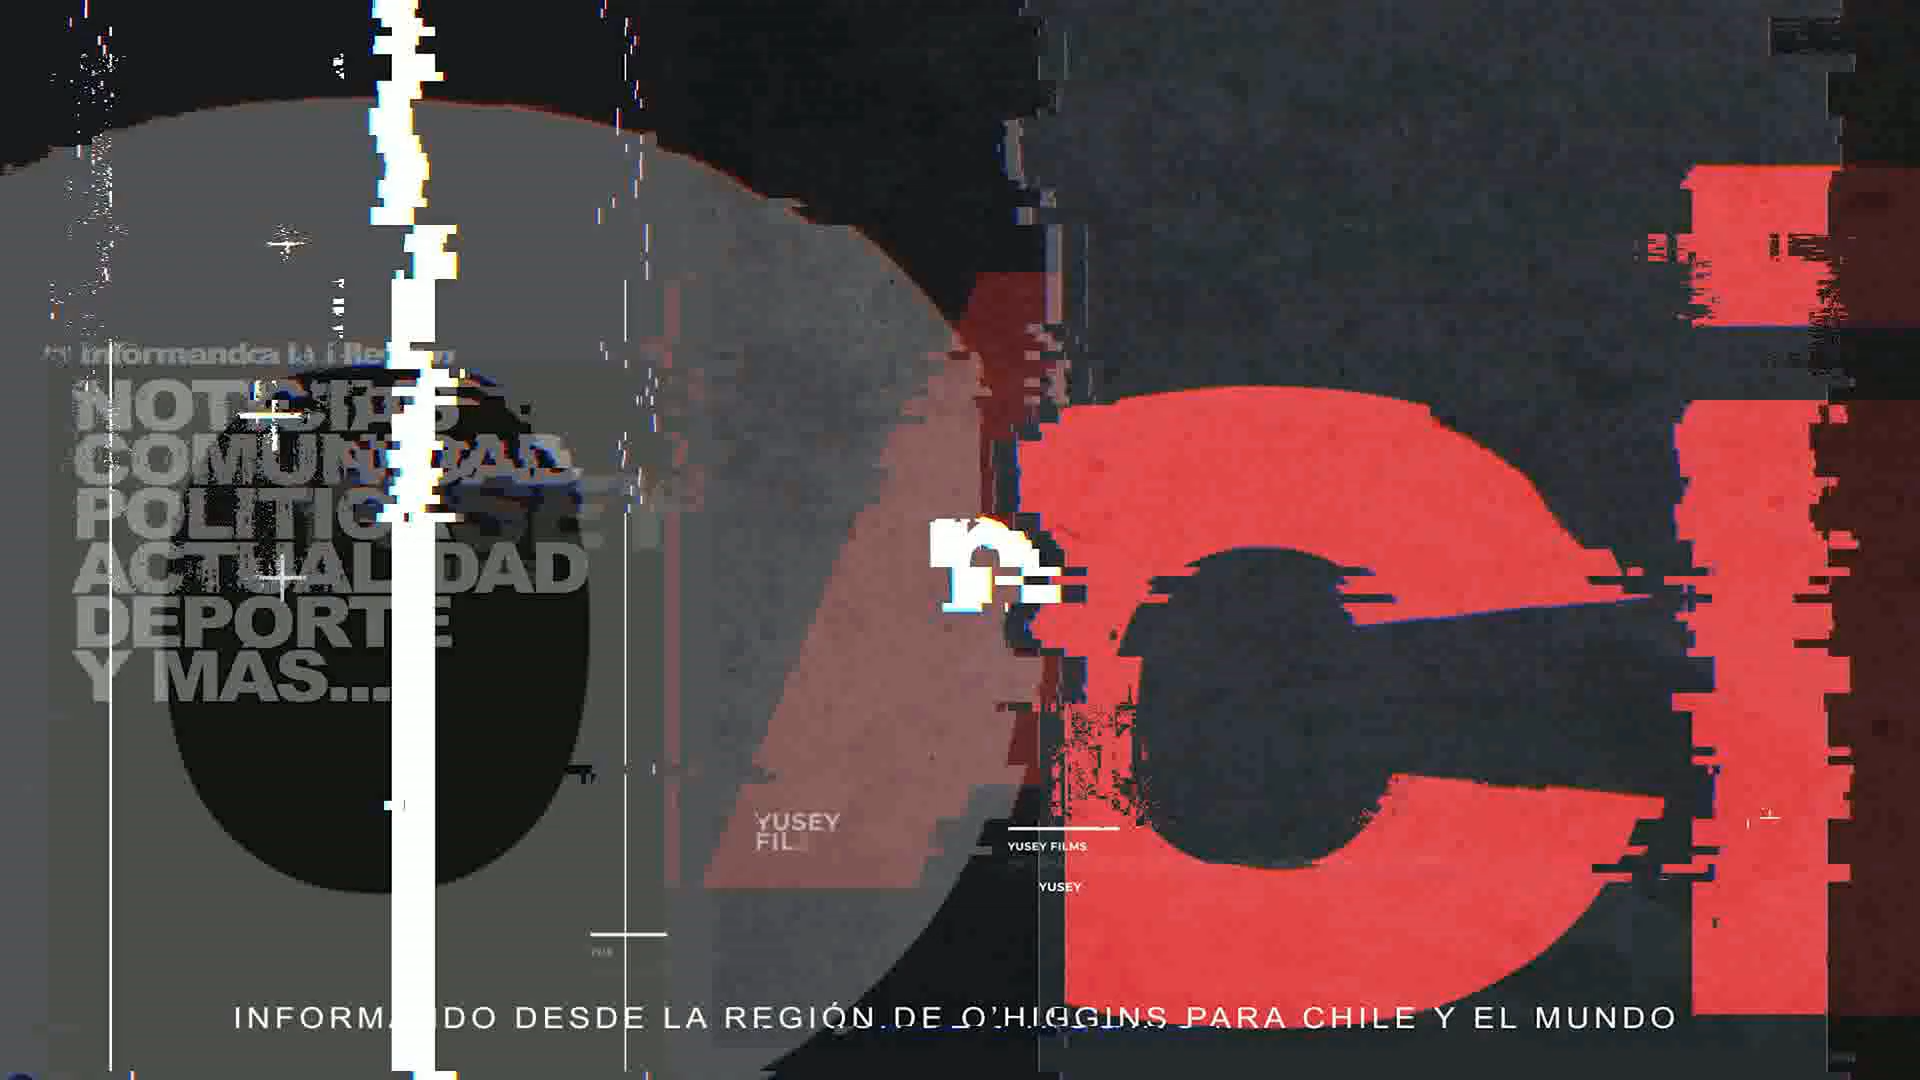 NOTICIAS
COMUNIDAD
POLITICA
ACTUALIDAD
DEPORTE
Y MAS...
YUSEY
YUSEY FILMS
YUSEY
INFORMANDO DESDE LA REGIÓN DE O'HIGGINS PARA CHILE Y EL MUNDO